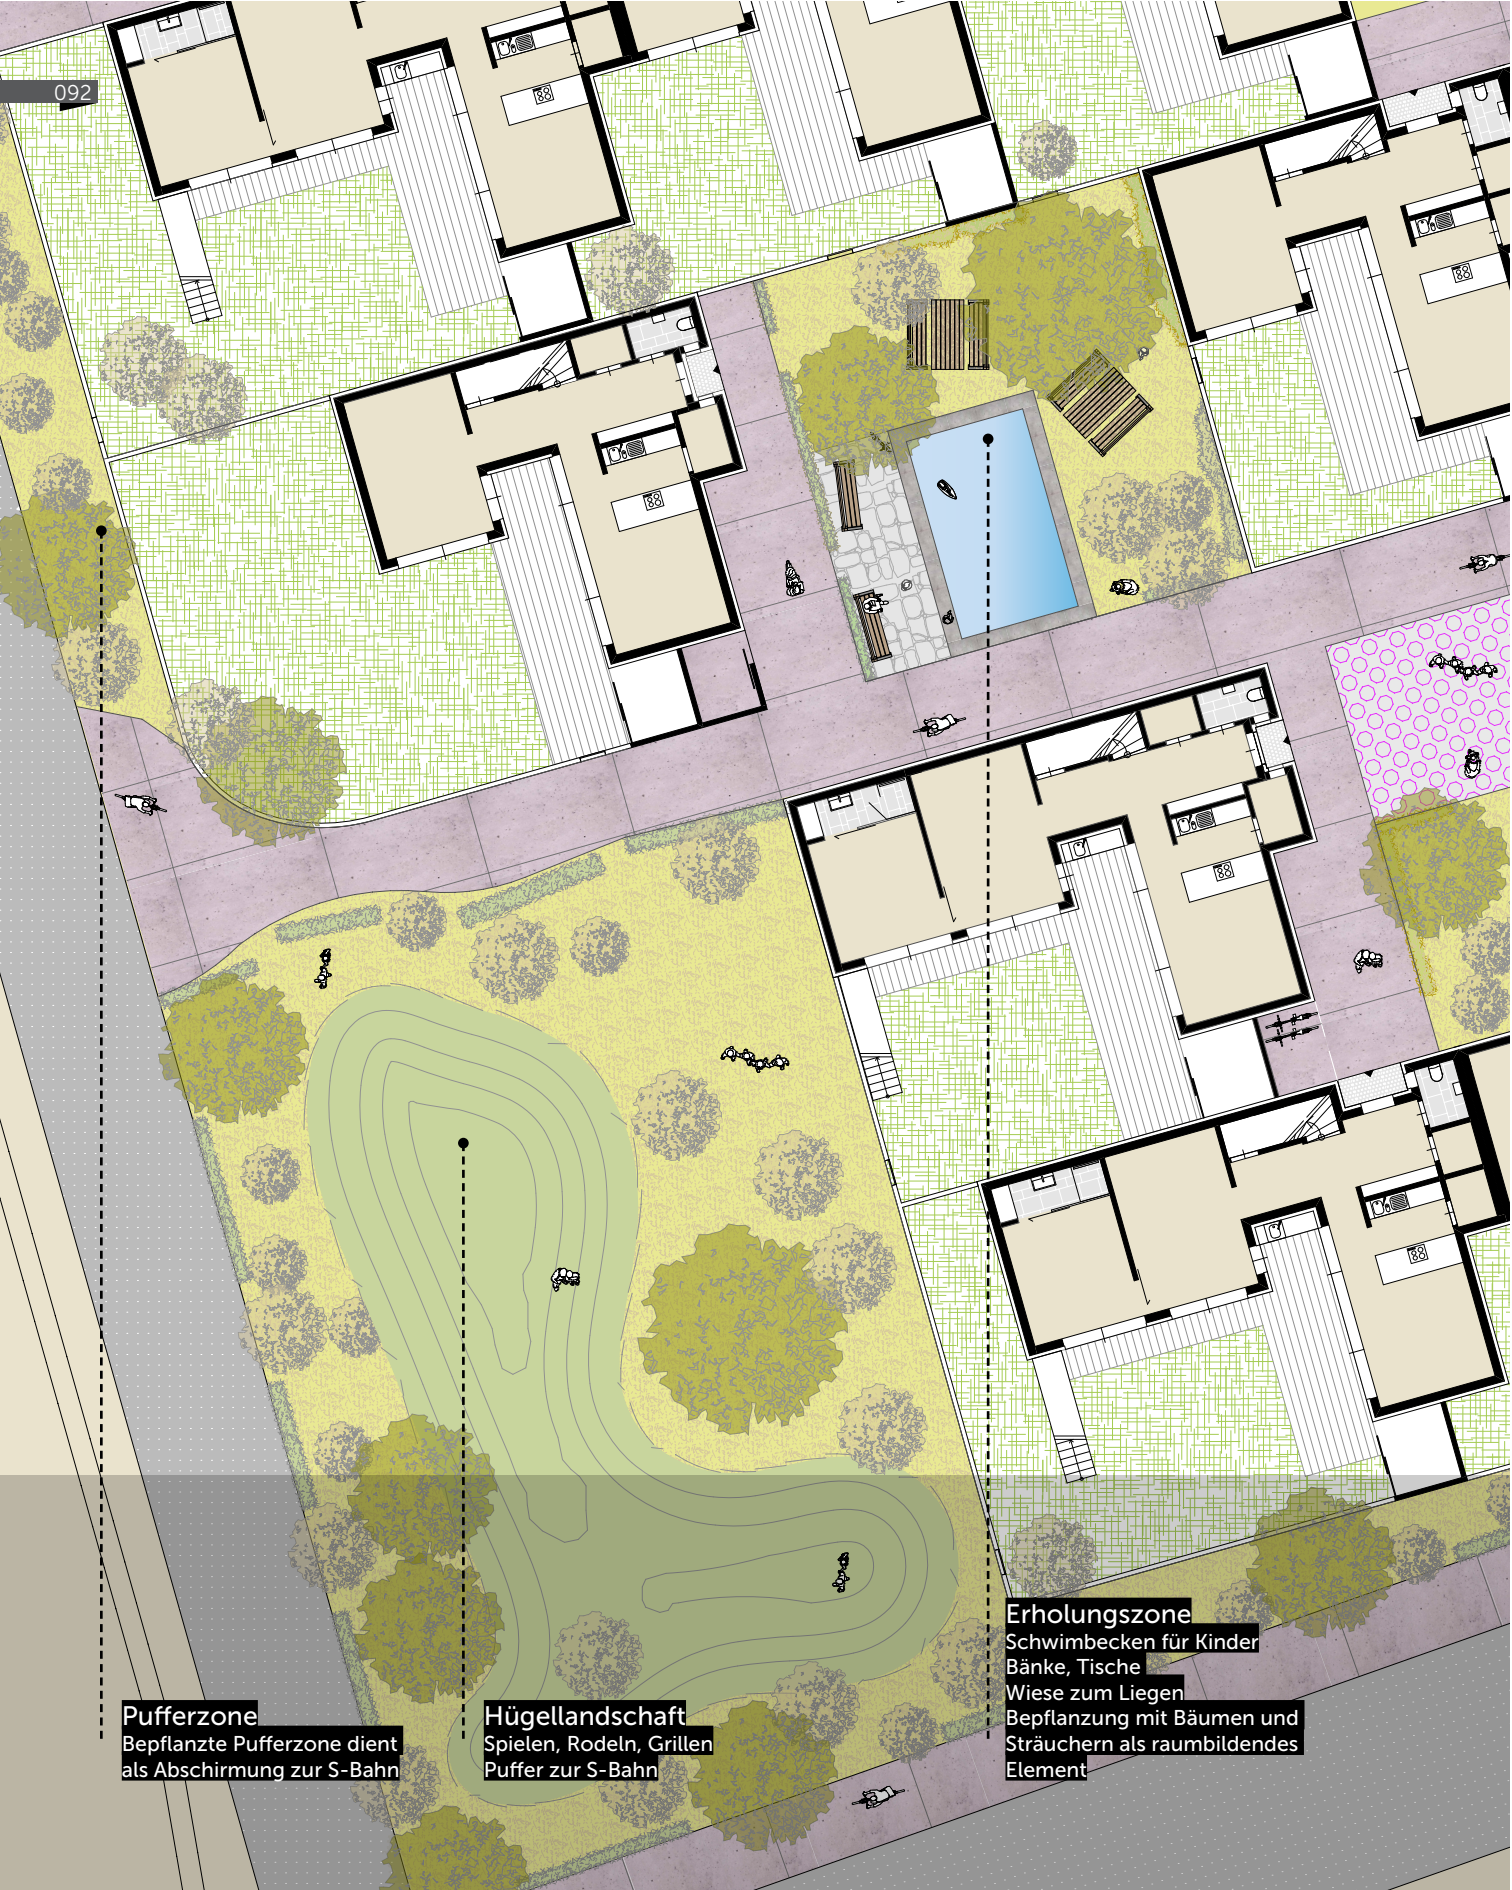 092
Pufferzone
Bepflanzte Pufferzone dient
als Abschirmung zur S-Bahn
Hügellandschaft
Spielen, Rodeln, Grillen
Puffer zur S-Bahn
Erholungszone
Schwimbecken für Kinder
Bänke, Tische
Wiese zum Liegen
Bepflanzung mit Bäumen und
Sträuchern als raumbildendes
Element